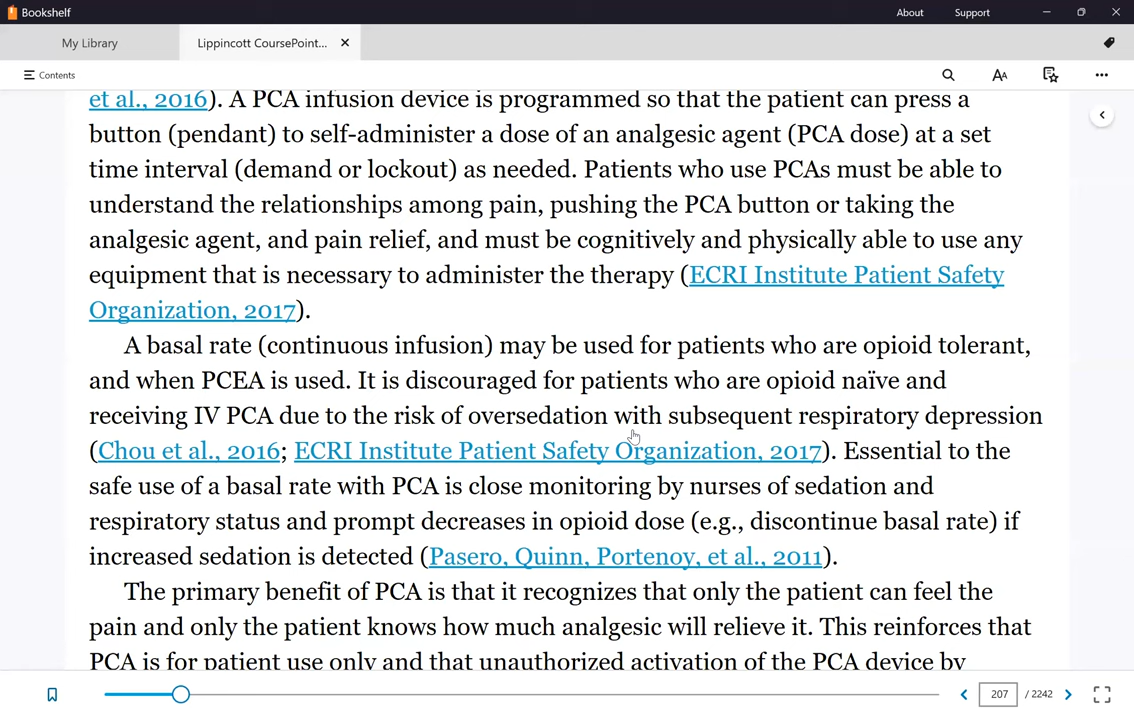 Bookshelf
About
Support
My Library
Lippincott CoursePoint...
Contents
et al., 2016). A PCA infusion device is programmed so that the patient can press a
button (pendant) to self-administer a dose of an analgesic agent (PCA dose) at a set
time interval (demand or lockout) as needed. Patients who use PCAs must be able to
understand the relationships among pain, pushing the PCA button or taking the
analgesic agent, and pain relief, and must be cognitively and physically able to use any
equipment that is necessary to administer the therapy (ECRI Institute Patient Safety
Organization, 2017).
A basal rate (continuous infusion) may be used for patients who are opioid tolerant,
and when PCEA is used. It is discouraged for patients who are opioid naïve and
receiving IV PCA due to the risk of oversedation with subsequent respiratory depression
(Chou et al., 2016; ECRI Institute Patient Safety Organization, 2017). Essential to the
safe use of a basal rate with PCA is close monitoring by nurses of sedation and
respiratory status and prompt decreases in opioid dose (e.g., discontinue basal rate) if
increased sedation is detected (Pasero, Quinn, Portenoy, et al., 2011).
The primary benefit of PCA is that it recognizes that only the patient can feel the
pain and only the patient knows how much analgesic will relieve it. This reinforces that
PCA is for patient use only and that unauthorized activation of the PCA device by
207 / 2242